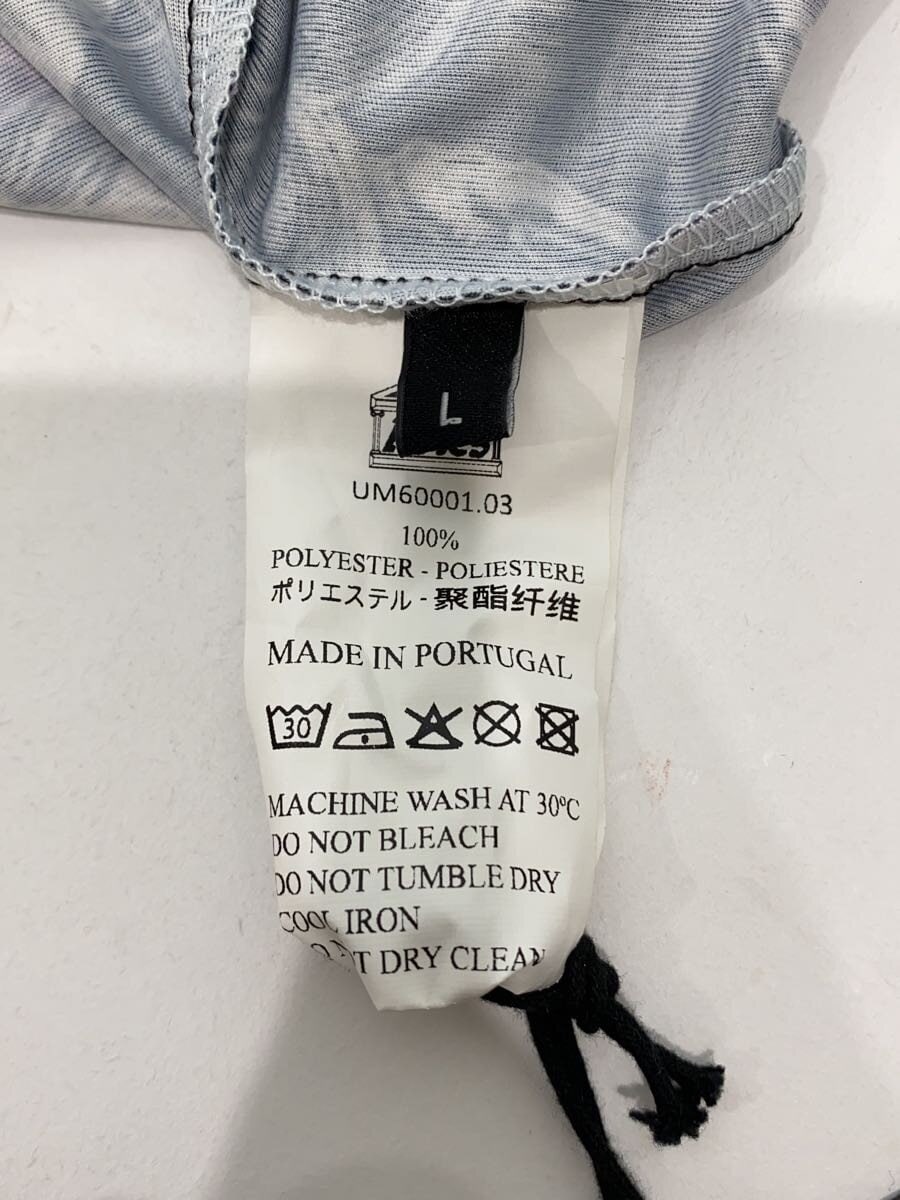 L
UM60001.03
100%
POLYESTER - POLIESTERE
ポリエステル - 聚酯纤维
MADE IN PORTUGAL
30
MACHINE WASH AT 30ºC
DO NOT BLEACH
DO NOT TUMBLE DRY
COOL IRON
DRY CLEAN